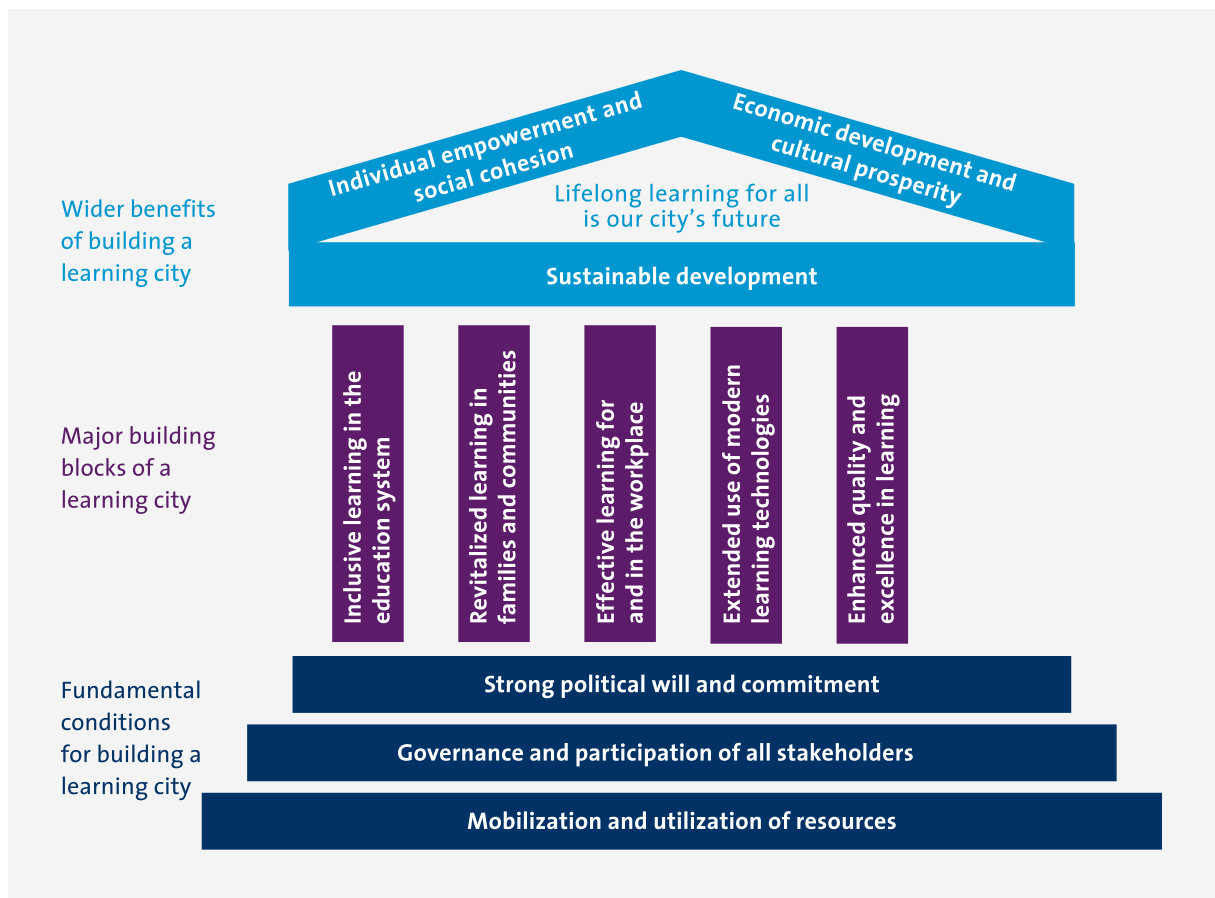 Individual empowerment and
social cohesion
Economic development and
cultural prosperity
Lifelong learning for all
is our city’s future
Wider benefits
of building a
learning city
Sustainable development
Major building
blocks of a
learning city
Inclusive learning in the
education system
Revitalized learning in
families and communities
Effective learning for
and in the workplace
Extended use of modern
learning technologies
Enhanced quality and
excellence in learning
Fundamental
conditions
for building a
learning city
Strong political will and commitment
Governance and participation of all stakeholders
Mobilization and utilization of resources